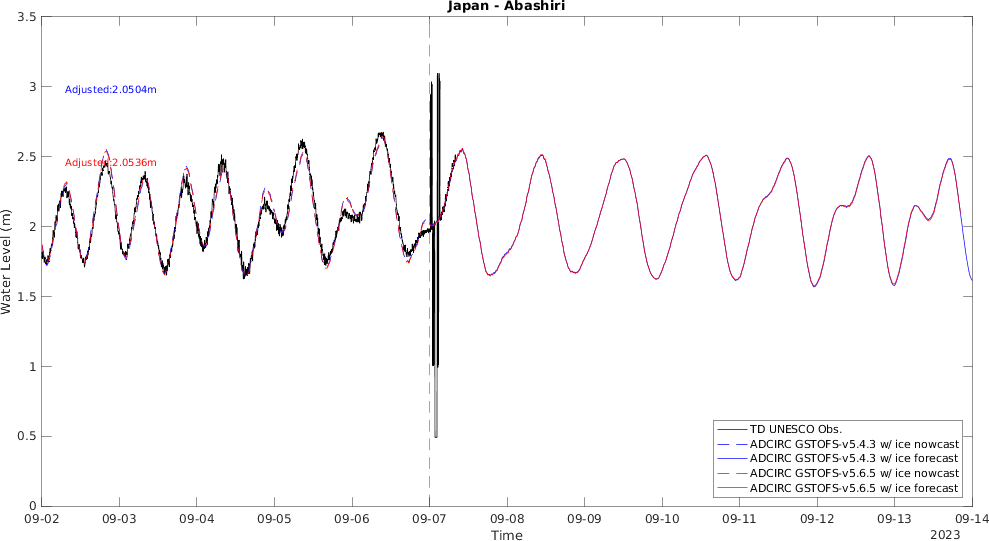 Japan - Abashiri
3.5
3
2.5
2
1.5
1
0.5
0
Water Level (m)
Adjusted:2.0504m
Adjusted:2.0536m
TD UNESCO Obs.
ADCIRC GSTOFS-v5.4.3 w/ ice nowcast
ADCIRC GSTOFS-v5.4.3 w/ ice forecast
ADCIRC GSTOFS-v5.6.5 w/ ice nowcast
ADCIRC GSTOFS-v5.6.5 w/ ice forecast
09-02 09-03 09-04 09-05 09-06 09-07 09-08 09-09 09-10 09-11 09-12 09-13 09-14
Time
2023